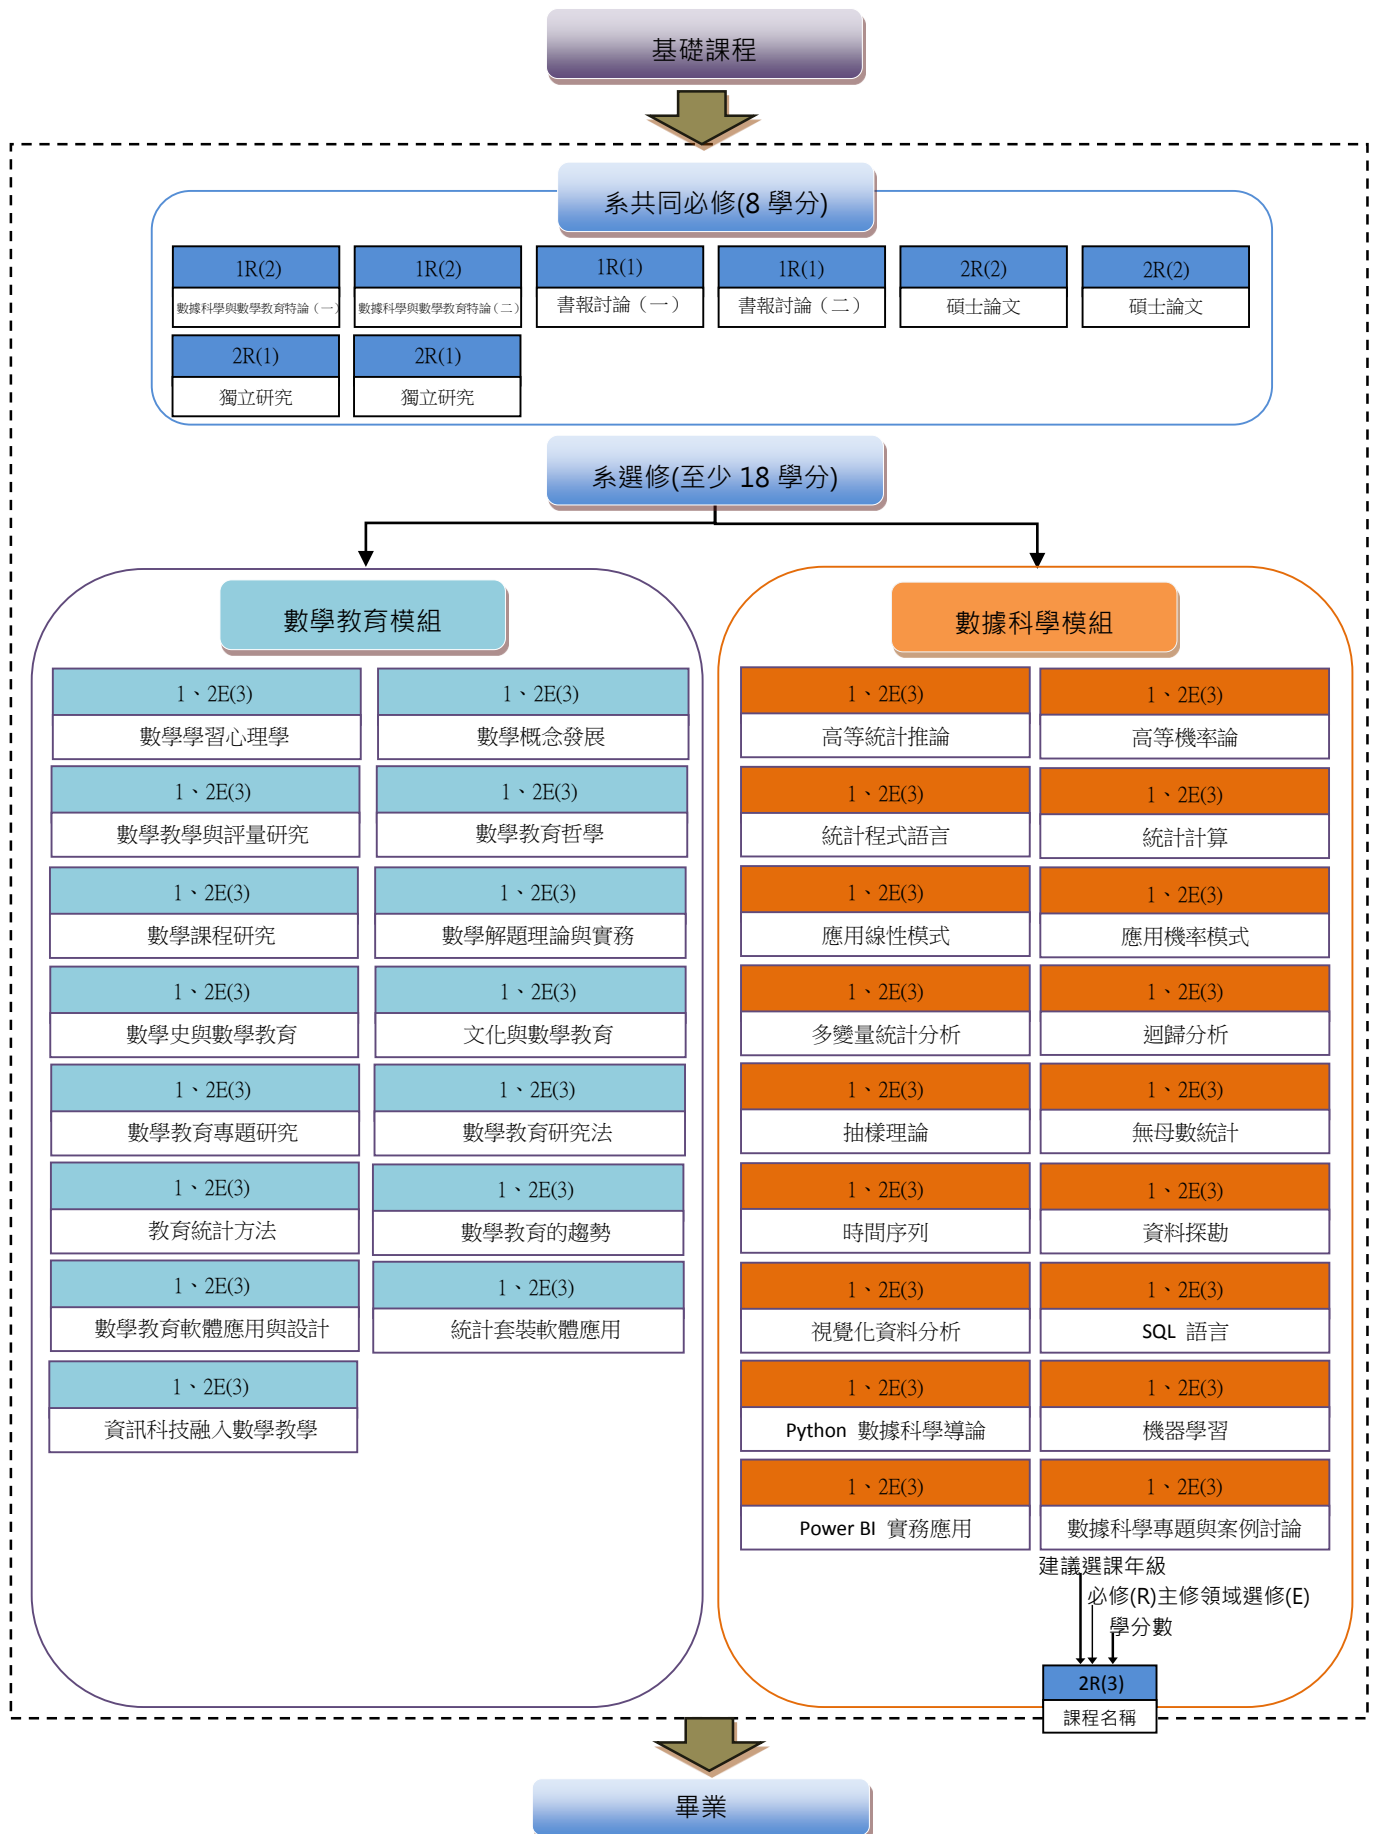 基礎課程
系共同必修(8 學分)
1R(2)
數據科學與數學教育特論（一）
1R(2)
數據科學與數學教育特論（二）
1R(1)
書報討論（一）
1R(1)
書報討論（二）
2R(2)
碩士論文
2R(2)
碩士論文
2R(1)
獨立研究
2R(1)
獨立研究
系選修(至少 18 學分)
數學教育模組
1、2E(3)
數學學習心理學
1、2E(3)
數學概念發展
1、2E(3)
數學教學與評量研究
1、2E(3)
數學教育哲學
1、2E(3)
數學課程研究
1、2E(3)
數學解題理論與實務
1、2E(3)
數學史與數學教育
1、2E(3)
文化與數學教育
1、2E(3)
數學教育專題研究
1、2E(3)
數學教育研究法
1、2E(3)
教育統計方法
1、2E(3)
數學教育的趨勢
1、2E(3)
數學教育軟體應用與設計
1、2E(3)
統計套裝軟體應用
1、2E(3)
資訊科技融入數學教學
數據科學模組
1、2E(3)
高等統計推論
1、2E(3)
高等機率論
1、2E(3)
統計程式語言
1、2E(3)
統計計算
1、2E(3)
應用線性模式
1、2E(3)
應用機率模式
1、2E(3)
多變量統計分析
1、2E(3)
迴歸分析
1、2E(3)
抽樣理論
1、2E(3)
無母數統計
1、2E(3)
時間序列
1、2E(3)
資料探勘
1、2E(3)
視覺化資料分析
1、2E(3)
SQL 語言
1、2E(3)
Python 數據科學導論
1、2E(3)
機器學習
1、2E(3)
Power BI 實務應用
1、2E(3)
數據科學專題與案例討論
建議選課年級
必修(R)主修領域選修(E)
學分數
2R(3)
課程名稱
畢業